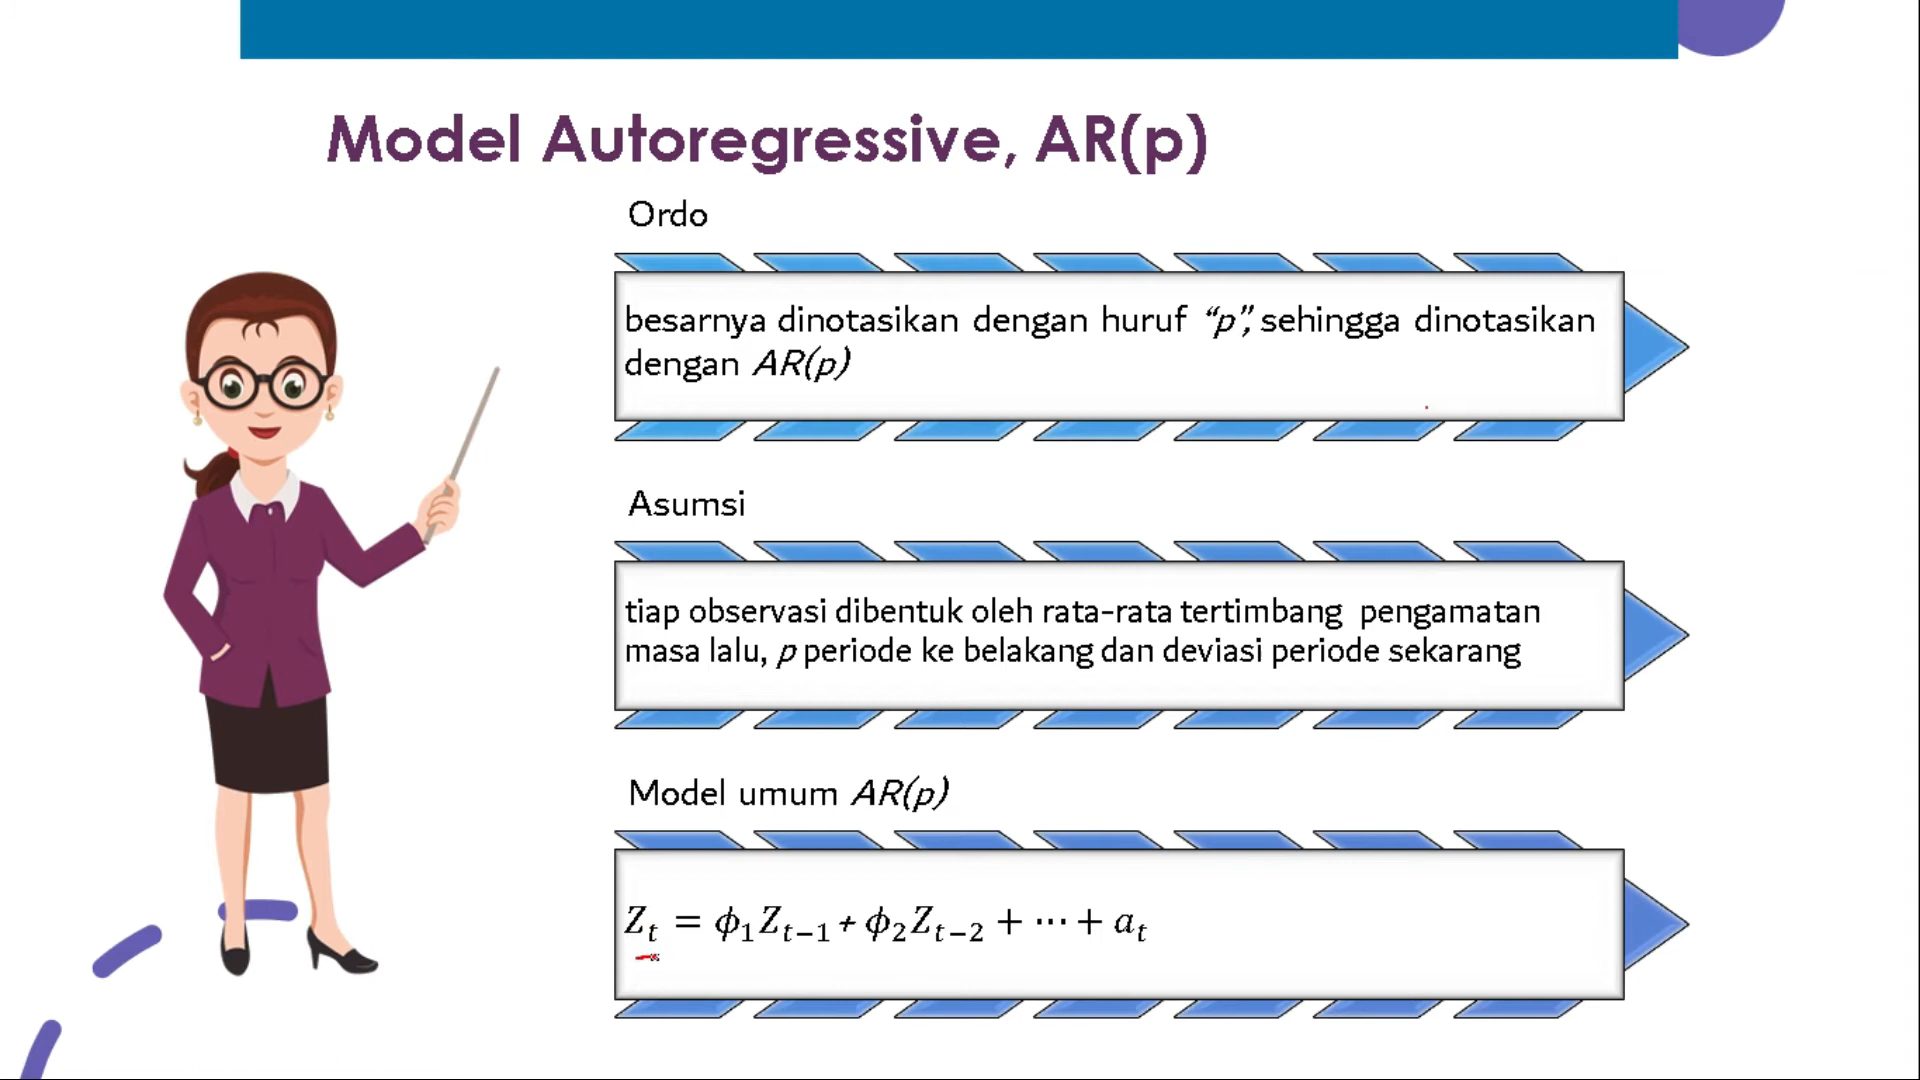 Model Autoregressive, AR(p)
Ordo
besarnya dinotasikan dengan huruf “p”, sehingga dinotasikan
dengan AR(p)
Asumsi
tiap observasi dibentuk oleh rata-rata tertimbang pengamatan
masa lalu, p periode ke belakang dan deviasi periode sekarang
Model umum AR(p)
Z_t = ϕ_1 Z_{t−1} + ϕ_2 Z_{t−2} + ⋯ + a_t